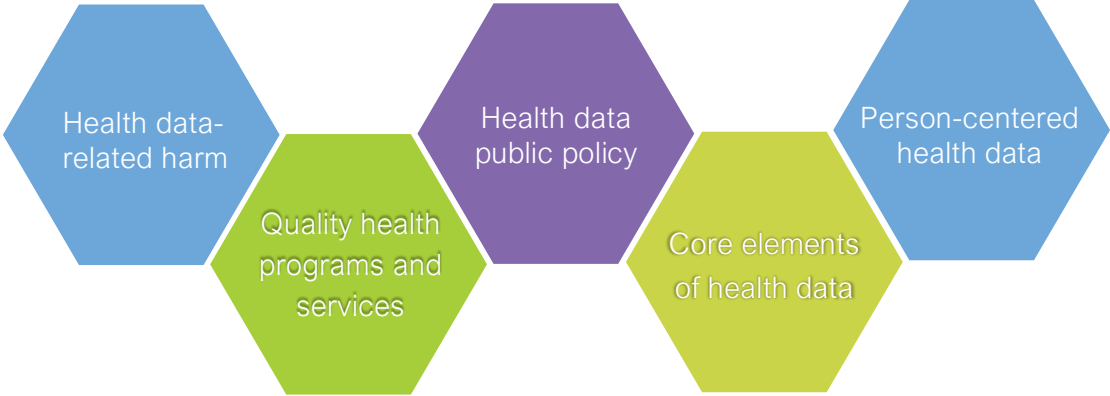 Health data-
related harm
Quality health
programs and
services
Health data
public policy
Core elements
of health data
Person-centered
health data